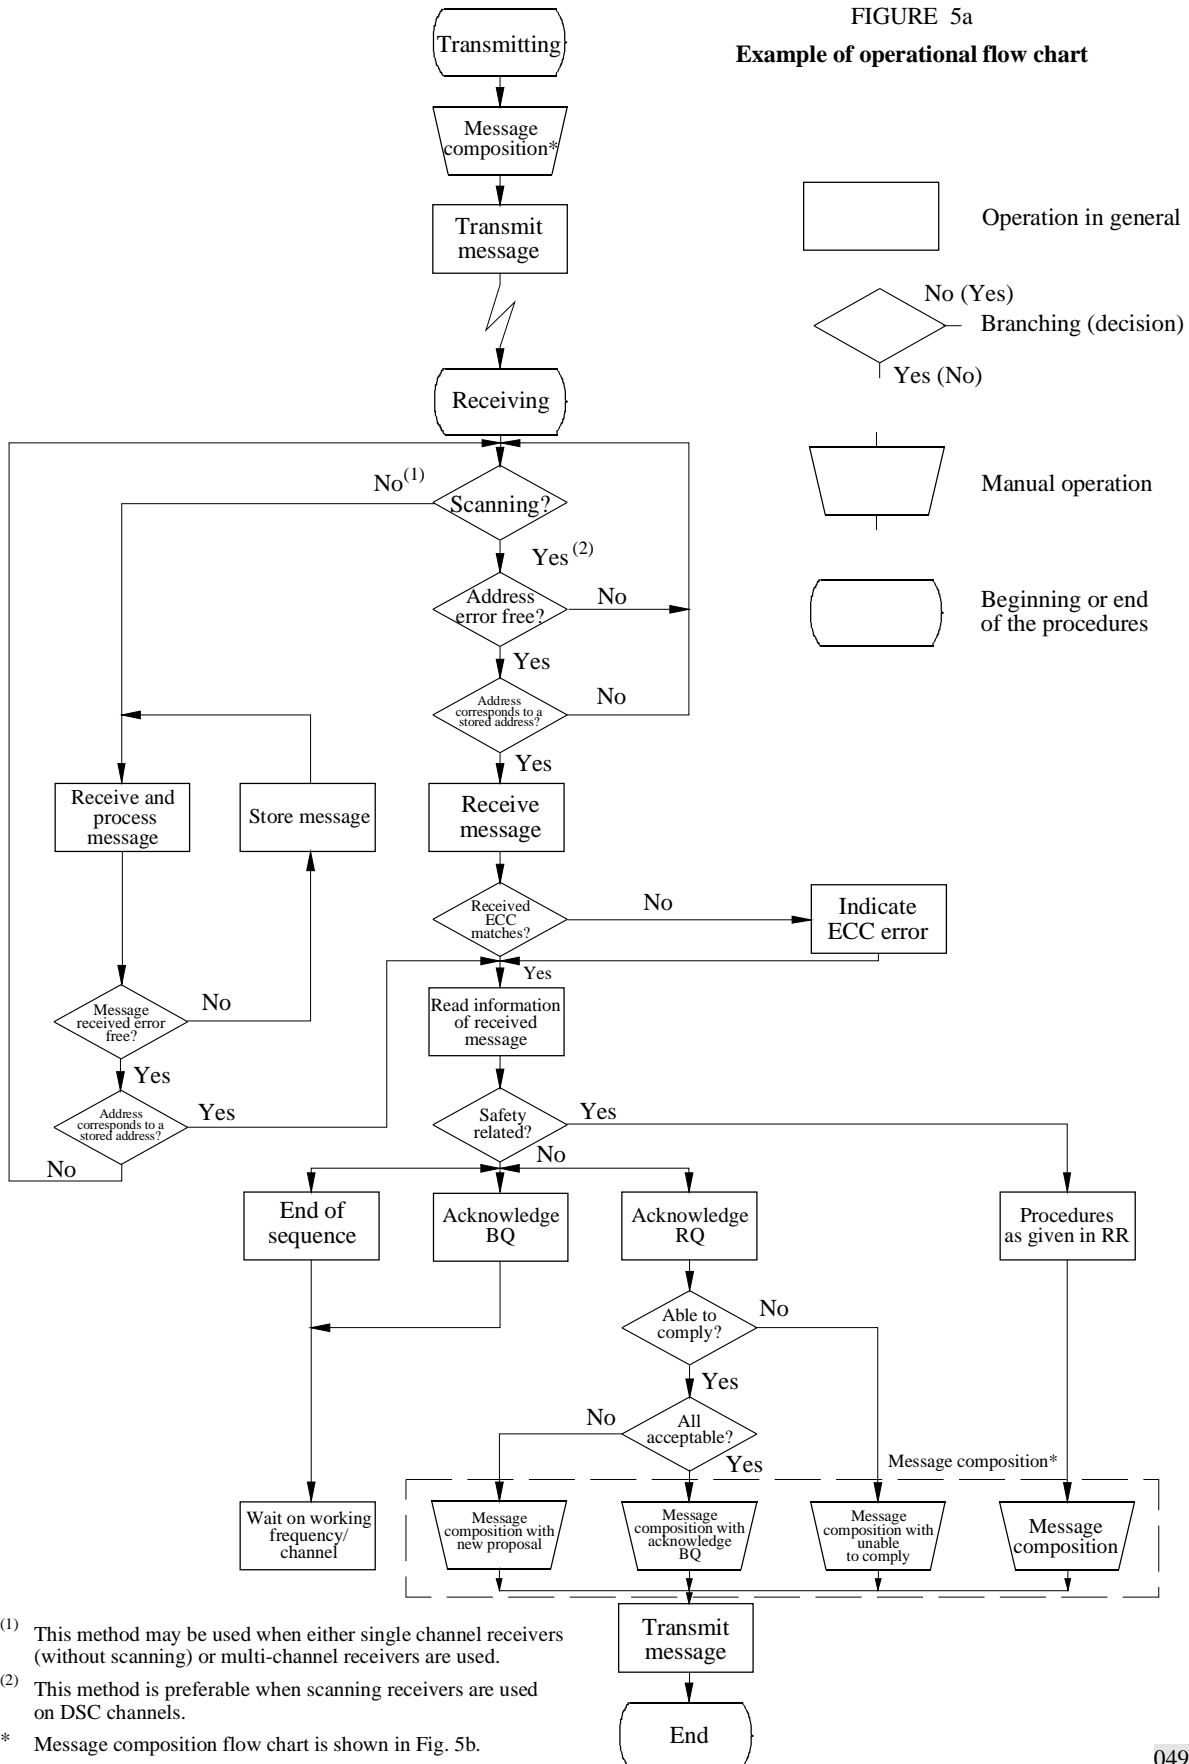 FIGURE 5a
Example of operational flow chart
Transmitting
Message
composition*
Transmit
message
Operation in general
No (Yes)
Branching (decision)
Yes (No)
Manual operation
Beginning or end
of the procedures
Receiving
No(1)
Scanning?
Yes (2)
Address
error free?
No
Yes
Address
corresponds to a
stored address?
No
Yes
Receive and
process
message
Store message
Receive
message
Received
ECC
matches?
No
Indicate
ECC error
Yes
Message
received error
free?
No
Read information
of received
message
Yes
Address
corresponds to a
stored address?
Yes
No
Safety
related?
Yes
No
End of
sequence
Acknowledge
BQ
Acknowledge
RQ
Procedures
as given in RR
Able to
comply?
No
Yes
All
acceptable?
No
Yes
Message composition*
Wait on working
frequency/
channel
Message
composition with
new proposal
Message
composition with
acknowledge
BQ
Message
composition with
unable
to comply
Message
composition
Transmit
message
End
(1) This method may be used when either single channel receivers
(without scanning) or multi-channel receivers are used.
(2) This method is preferable when scanning receivers are used
on DSC channels.
* Message composition flow chart is shown in Fig. 5b.
049